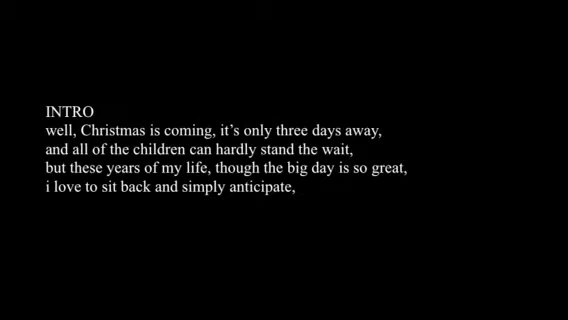 INTRO
well, Christmas is coming, it’s only three days away,
and all of the children can hardly stand the wait,
but these years of my life, though the big day is so great,
i love to sit back and simply anticipate,